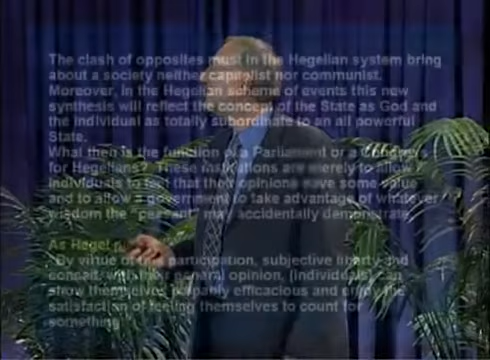 The clash of opposites must in the Hegelian system bring
about a society neither capitalist nor communist.
Moreover, in the Hegelian scheme of events this new
synthesis will reflect the concept of the State as God and
the individual as totally subordinate to an all powerful
State.
What then is the function of a Parliament or a Congress
for Hegelians? These institutions are merely to allow
individuals to feel that their opinions have some value
and to allow a government to take advantage of whatever
wisdom the "peasant" may accidentally demonstrate.
As Hegel
By virtue of this participation, subjective liberty and
conceit, with their general opinion, (individuals) can
show themselves palpably efficacious and enjoy the
satisfaction of feeling themselves to count for
something